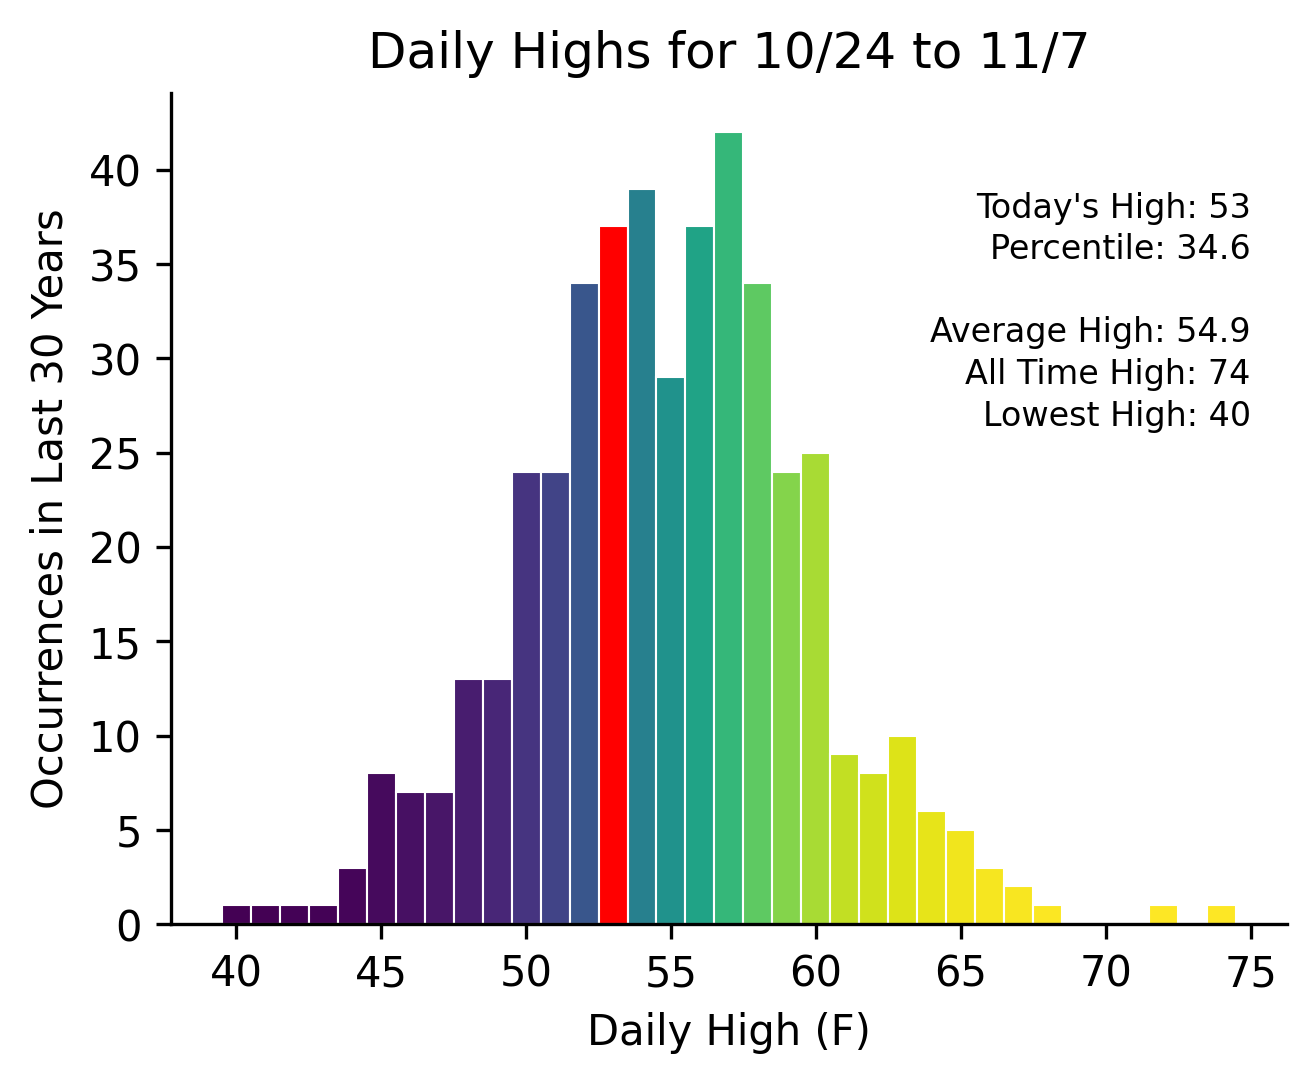 Daily Highs for 10/24 to 11/7
Occurrences in Last 30 Years
40
35
30
25
20
15
10
5
0
Today's High: 53
Percentile: 34.6
Average High: 54.9
All Time High: 74
Lowest High: 40
40 45 50 55 60 65 70 75
Daily High (F)